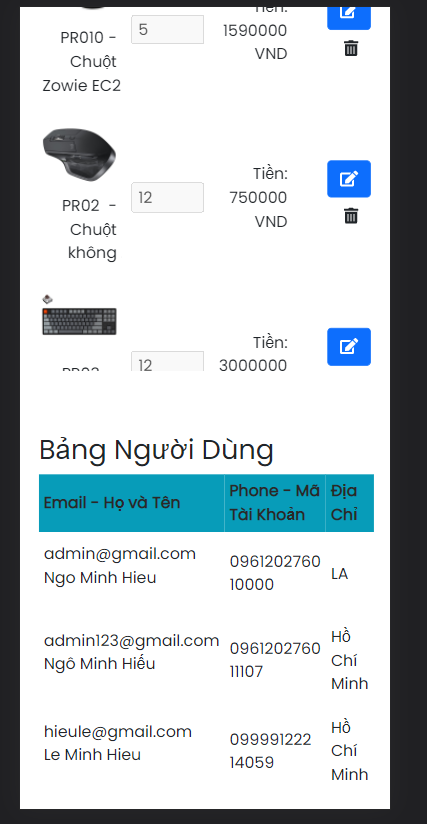 5
Tiền:
1590000
VND
PR010 -
Chuột
Zowie EC2
12
Tiền:
750000
VND
PR02 -
Chuột
không
12
Tiền:
3000000
PR03 -
Bảng Người Dùng
Email - Họ và Tên
Phone - Mã
Tài Khoản
Địa
Chỉ
admin@gmail.com
Ngo Minh Hieu
0961202760
10000
LA
admin123@gmail.com
Ngô Minh Hiếu
0961202760
11107
Hồ
Chí
Minh
hieule@gmail.com
Le Minh Hieu
099991222
14059
Hồ
Chí
Minh